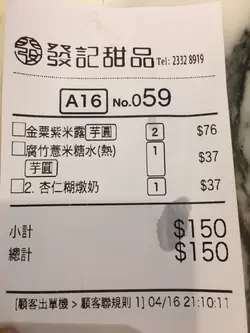 發 發記甜品 Tel: 2332 8919
A16 No.059
金粟紫米露 芋圓 2 $76
腐竹薏米糖水(熱) 1 $37
芋圓
2. 杏仁糊燉奶 1 $37
小計 $150
總計 $150
[顧客出單機 > 顧客聯規則 1] 04/16 21:10:11